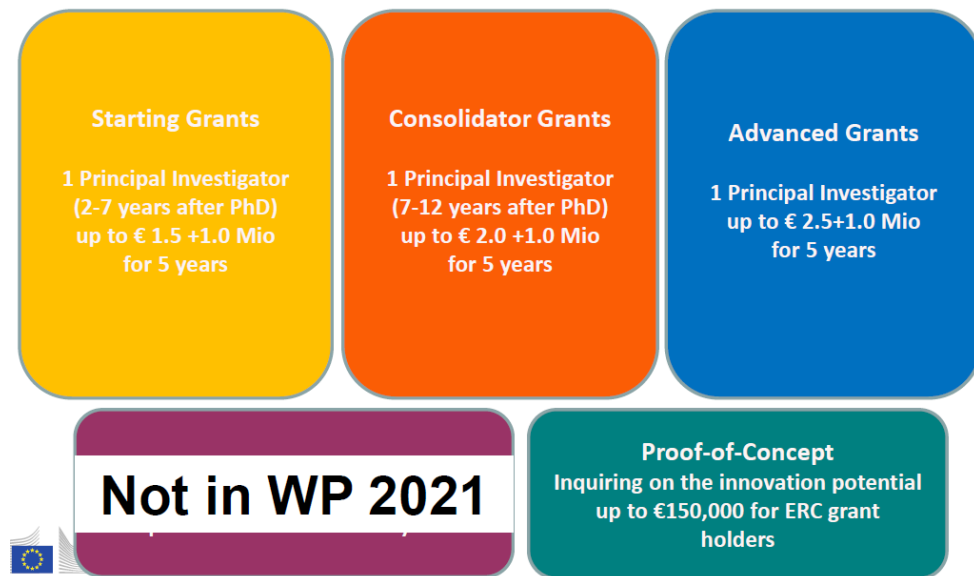 Starting Grants
1 Principal Investigator
(2-7 years after PhD)
up to € 1.5 +1.0 Mio
for 5 years
Consolidator Grants
1 Principal Investigator
(7-12 years after PhD)
up to € 2.0 +1.0 Mio
for 5 years
Advanced Grants
1 Principal Investigator
up to € 2.5+1.0 Mio
for 5 years
Not in WP 2021
Proof-of-Concept
Inquiring on the innovation potential
up to €150,000 for ERC grant
holders